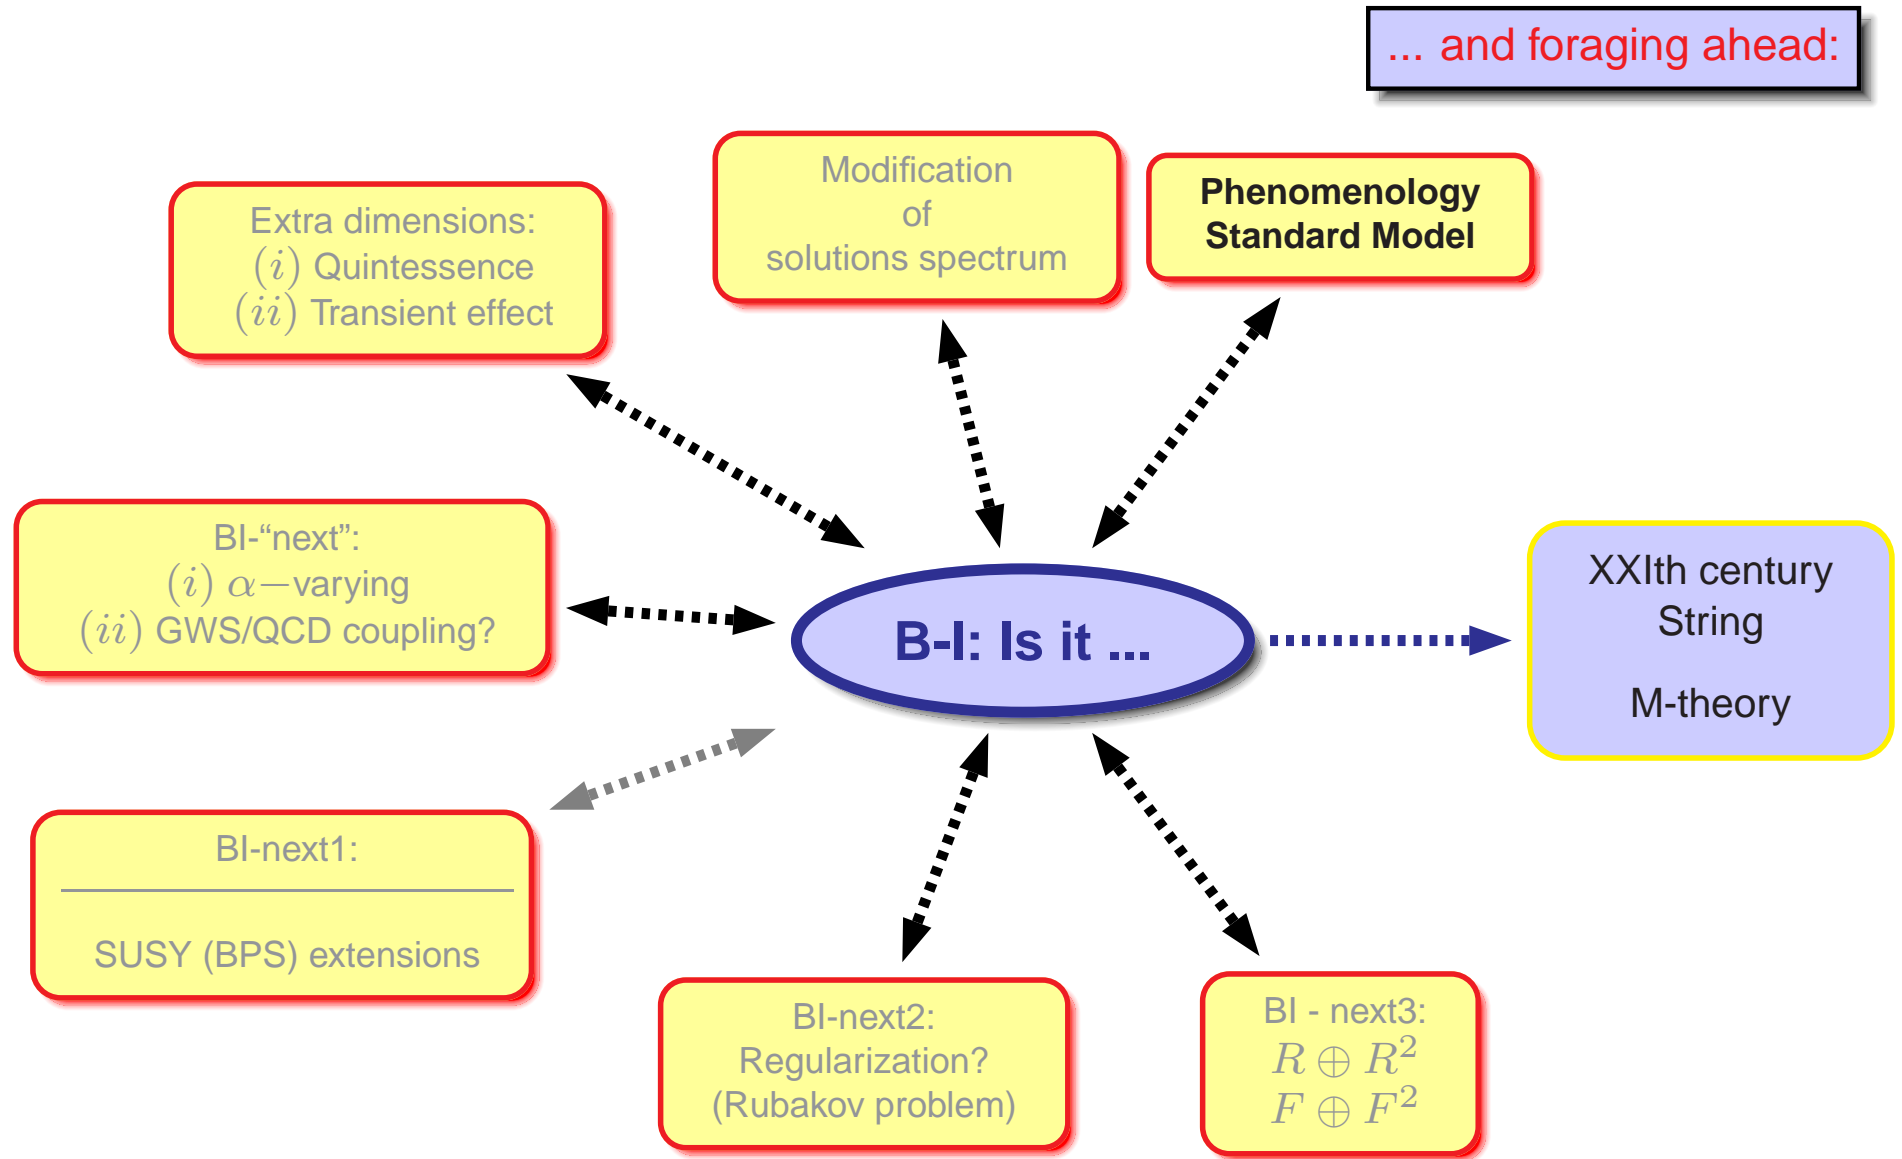 ... and foraging ahead:
Modification
of
solutions spectrum
Phenomenology
Standard Model
Extra dimensions:
(i) Quintessence
(ii) Transient effect
BI-“next”:
(i) α−varying
(ii) GWS/QCD coupling?
B-I: Is it ...
XXIth century
String
M-theory
BI-next1:
SUSY (BPS) extensions
BI-next2:
Regularization?
(Rubakov problem)
BI - next3:
R ⊕ R²
F ⊕ F²